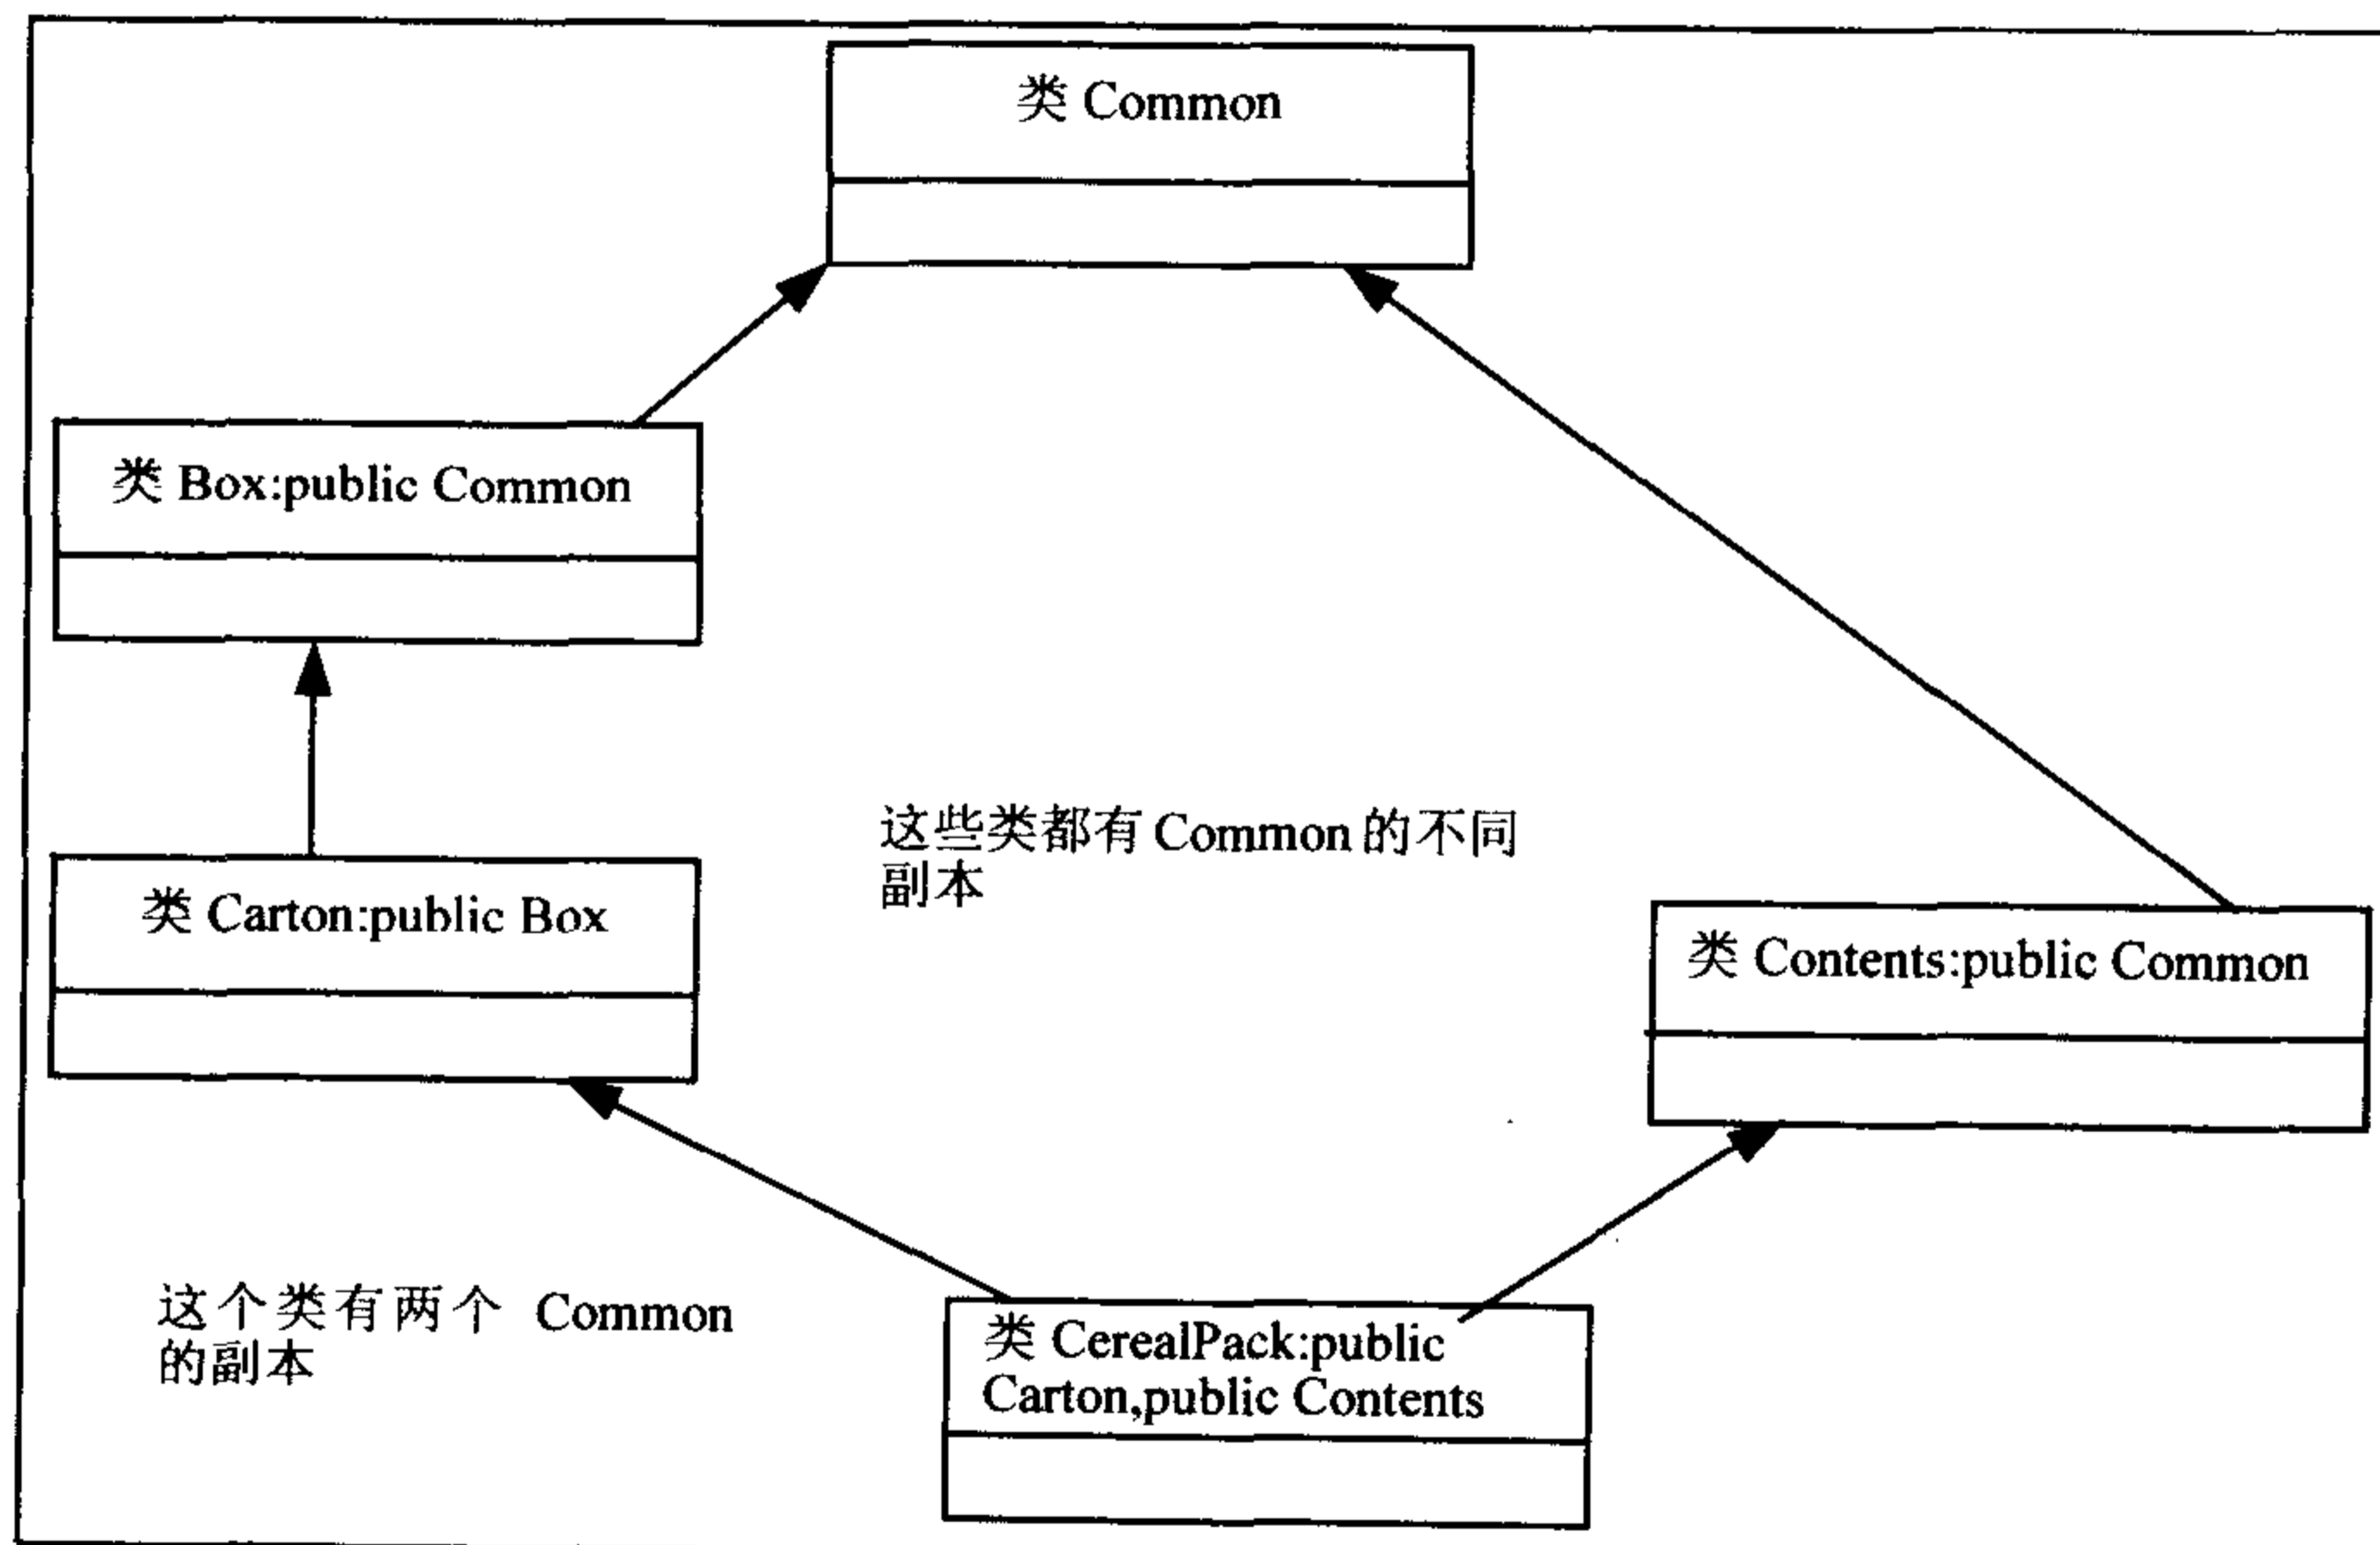 类 Common
类 Box:public Common
这些类都有 Common 的不同
副本
类 Carton:public Box
类 Contents:public Common
这个类有两个 Common
的副本
类 CerealPack:public
Carton,public Contents